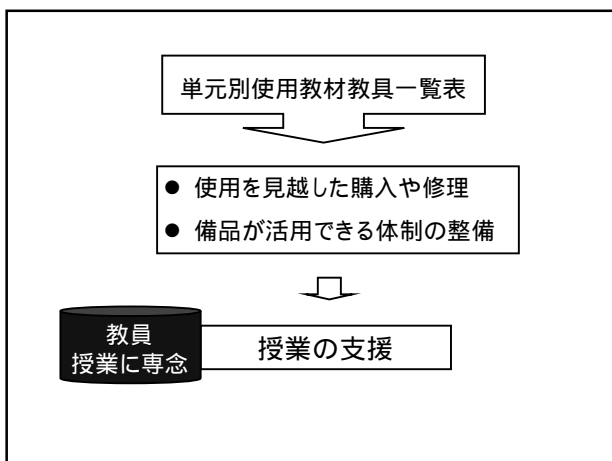 単元別使用教材教具一覧表
● 使用を見越した購入や修理
● 備品が活用できる体制の整備
教員
授業に専念
授業の支援